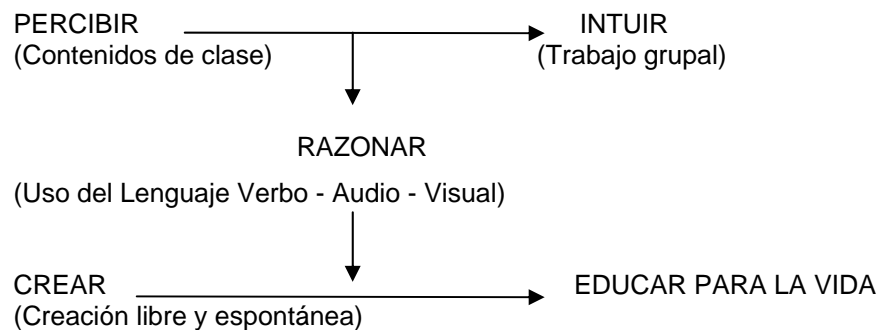 PERCIBIR INTUIR
(Contenidos de clase) (Trabajo grupal)
RAZONAR
(Uso del Lenguaje Verbo - Audio - Visual)
CREAR EDUCAR PARA LA VIDA
(Creación libre y espontánea)